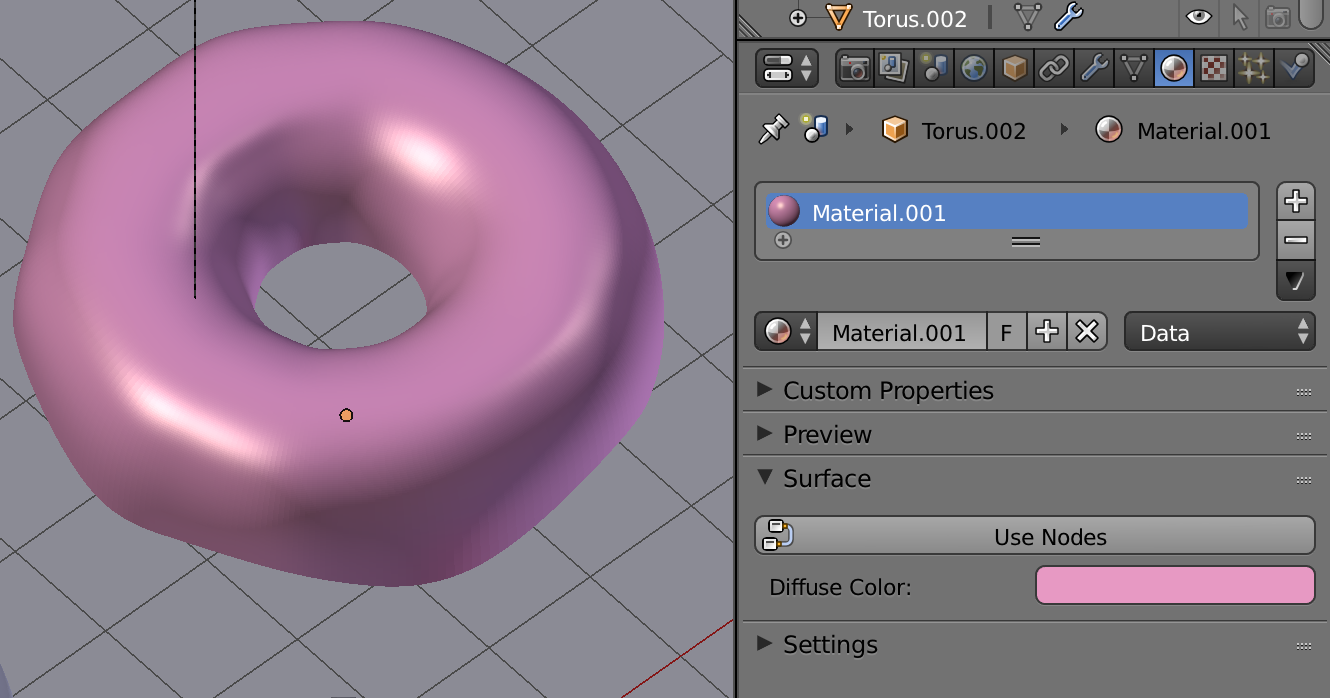 Torus.002
Torus.002 Material.001
Material.001
Material.001 F Data
Custom Properties
Preview
Surface
Use Nodes
Diffuse Color:
Settings